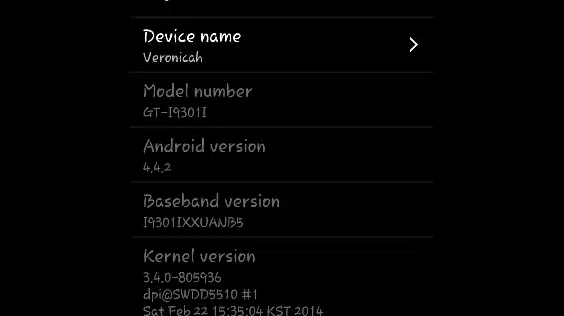 Device name
Veronicah
Model number
GT-I9301I
Android version
4.4.2
Baseband version
I9301IXXUANB5
Kernel version
3.4.0-805936
dpi@SWDD5510 #1
Sat Feb 22 15:35:04 KST 2014